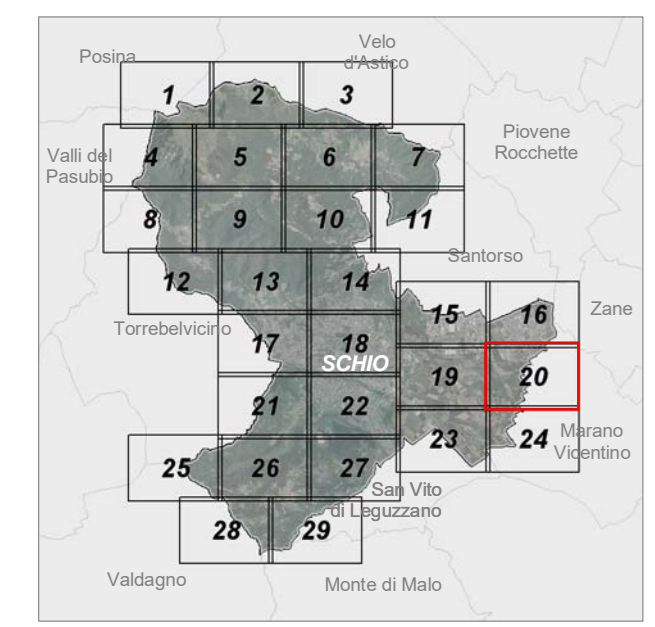 Velo
d'Astico
Posina
1
2
3
Piovene
Rocchette
Valli del
Pasubio
4
5
6
7
8
9
10
11
Santorso
12
13
14
Zane
15
16
Torrebelvicino
17
18
SCHIO
19
20
21
22
23
24
Marano
Vicentino
25
26
27
San Vito
di Leguzzano
28
29
Valdagno
Monte di Malo